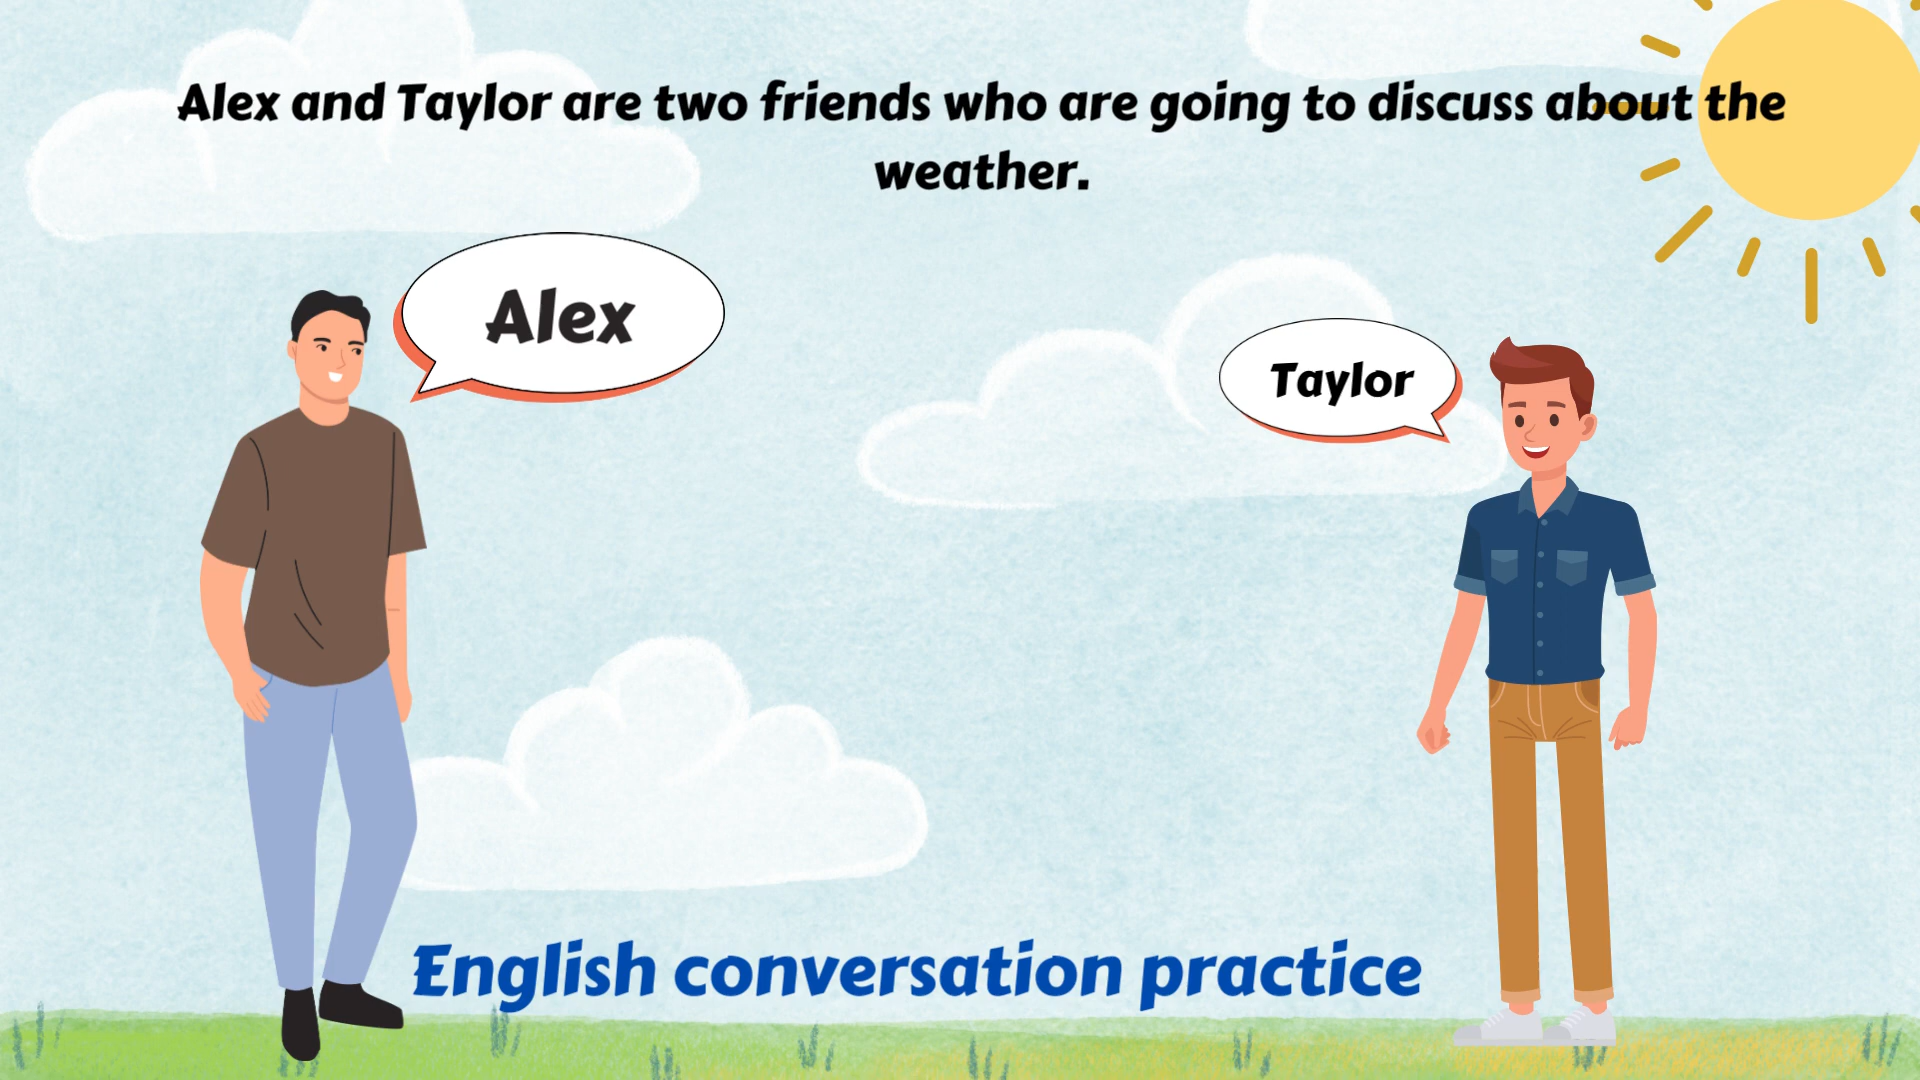 Alex and Taylor are two friends who are going to discuss about the
weather.
Alex
Taylor
English conversation practice